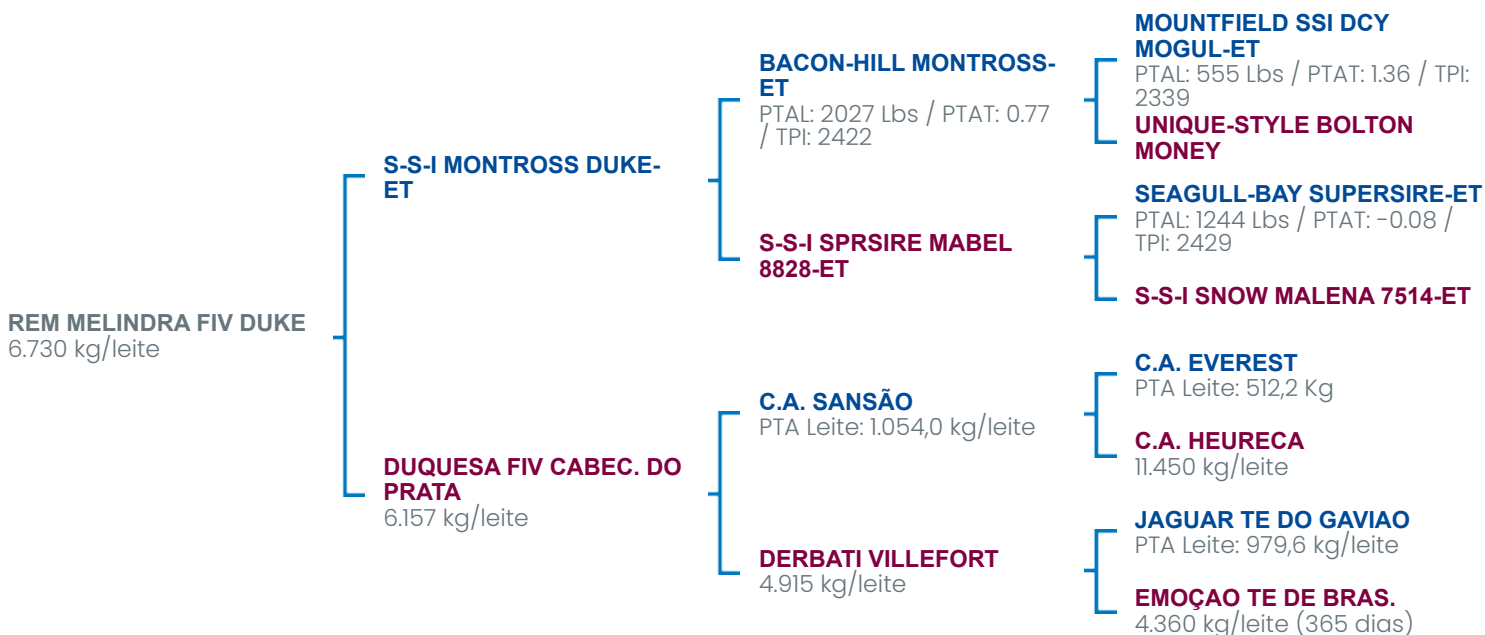 REM MELINDRA FIV DUKE
6.730 kg/leite
S-S-I MONTROSS DUKE-
ET
DUQUESA FIV CABEC. DO
PRATA
6.157 kg/leite
BACON-HILL MONTROSS-
ET
PTAL: 2027 Lbs / PTAT: 0.77
/ TPI: 2422
S-S-I SPRSIRE MABEL
8828-ET
C.A. SANSÃO
PTA Leite: 1.054,0 kg/leite
DERBATI VILLEFORT
4.915 kg/leite
MOUNTFIELD SSI DCY
MOGUL-ET
PTAL: 555 Lbs / PTAT: 1.36 / TPI:
2339
UNIQUE-STYLE BOLTON
MONEY
SEAGULL-BAY SUPERSIRE-ET
PTAL: 1244 Lbs / PTAT: -0.08 /
TPI: 2429
S-S-I SNOW MALENA 7514-ET
C.A. EVEREST
PTA Leite: 512,2 Kg
C.A. HEURECA
11.450 kg/leite
JAGUAR TE DO GAVIAO
PTA Leite: 979,6 kg/leite
EMOÇAO TE DE BRAS.
4.360 kg/leite (365 dias)